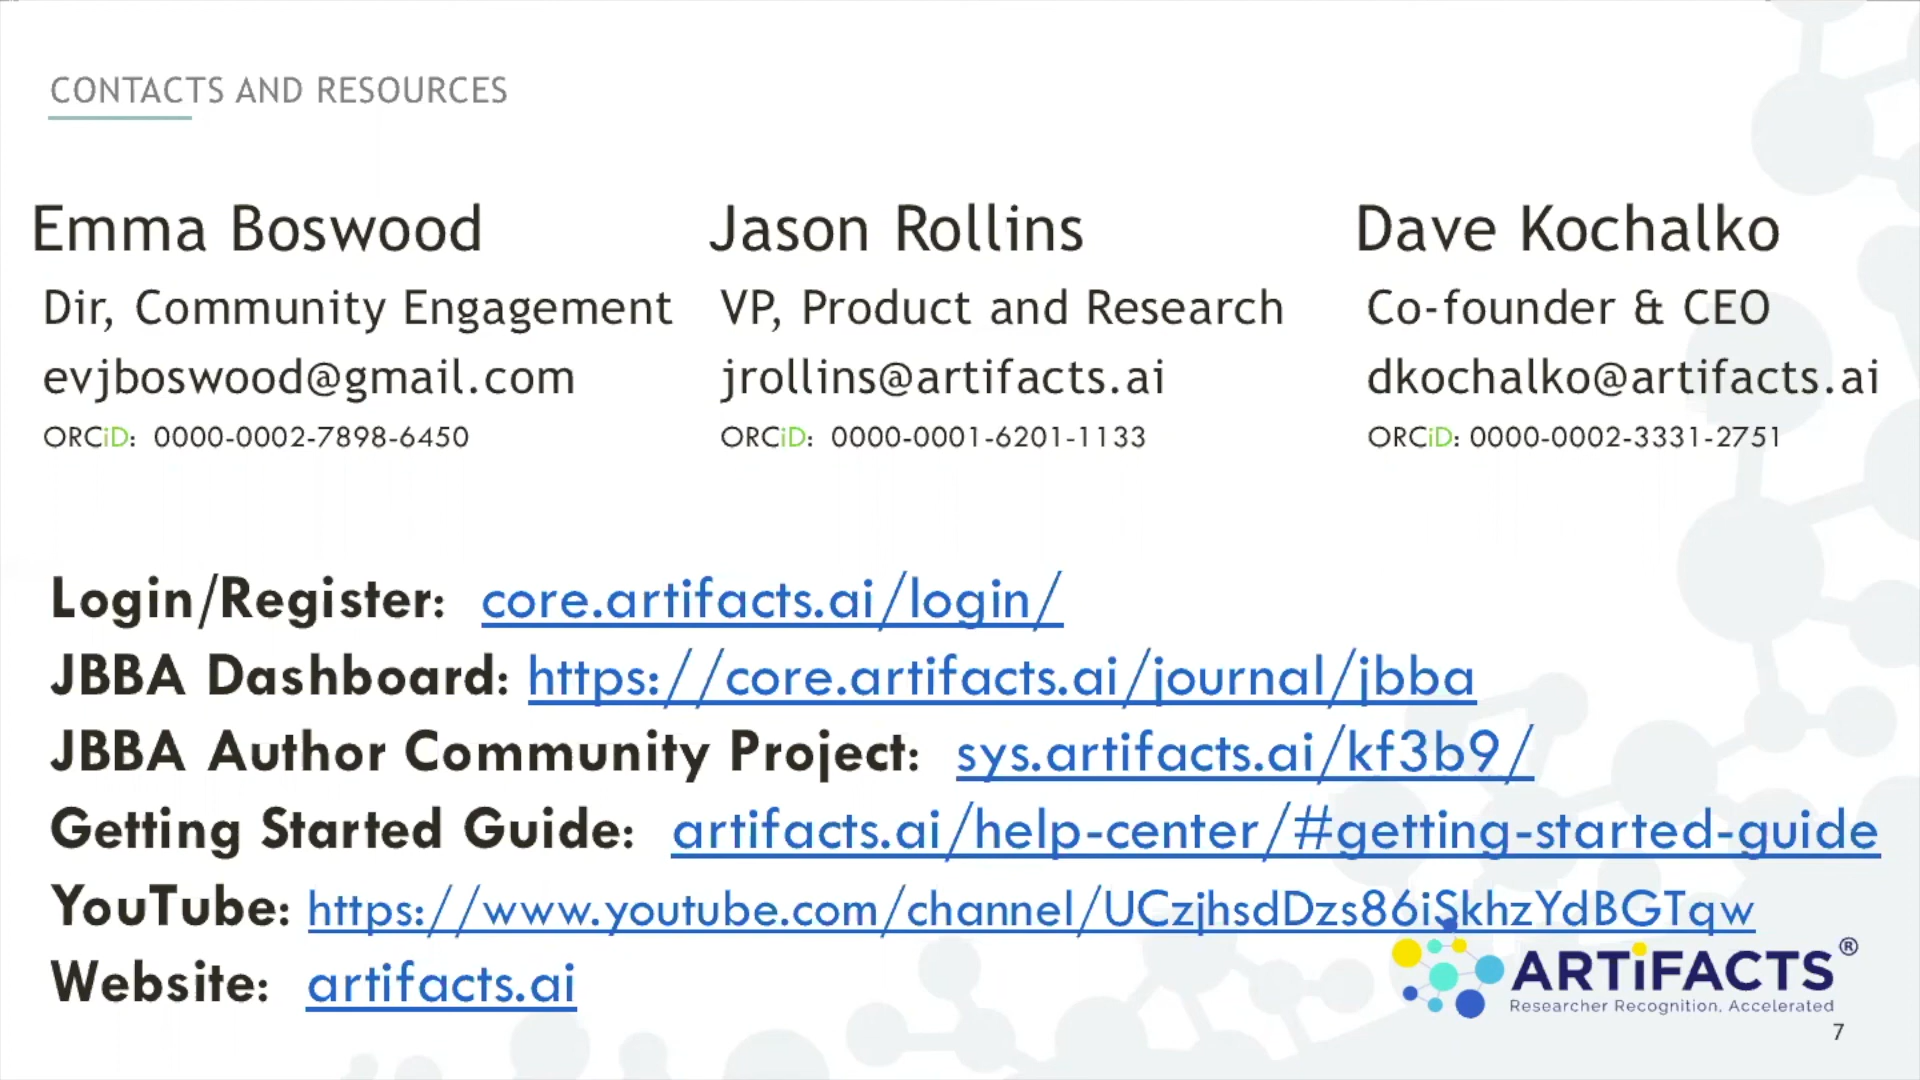 CONTACTS AND RESOURCES
Emma Boswood
Dir, Community Engagement
evjboswood@gmail.com
ORCiD: 0000-0002-7898-6450
Jason Rollins
VP, Product and Research
jrollins@artifacts.ai
ORCiD: 0000-0001-6201-1133
Dave Kochalko
Co-founder & CEO
dkochalko@artifacts.ai
ORCiD: 0000-0002-3331-2751
Login/Register: core.artifacts.ai/login/
JBBA Dashboard: https://core.artifacts.ai/journal/jbba
JBBA Author Community Project: sys.artifacts.ai/kf3b9/
Getting Started Guide: artifacts.ai/help-center/#getting-started-guide
YouTube: https://www.youtube.com/channel/UCzjhsdDzs86iSkhzYdBGTqw
Website: artifacts.ai
ARTiFACTS®
Researcher Recognition, Accelerated
7